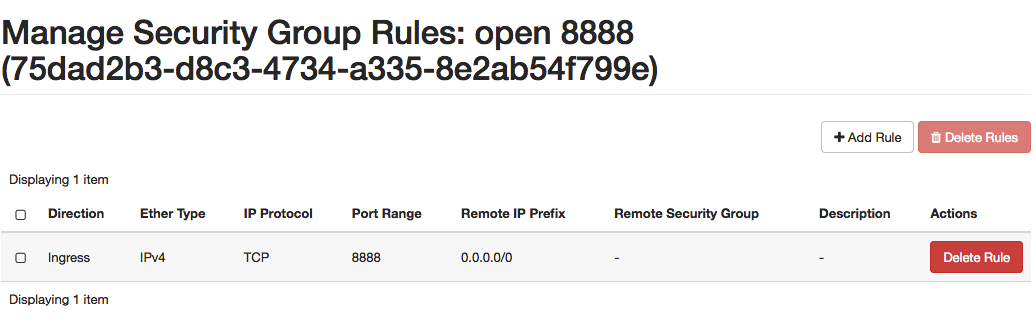 Manage Security Group Rules: open 8888
(75dad2b3-d8c3-4734-a335-8e2ab54f799e)
Add Rule Delete Rules
Displaying 1 item
Direction Ether Type IP Protocol Port Range Remote IP Prefix Remote Security Group Description Actions
Ingress IPv4 TCP 8888 0.0.0.0/0 - - Delete Rule
Displaying 1 item